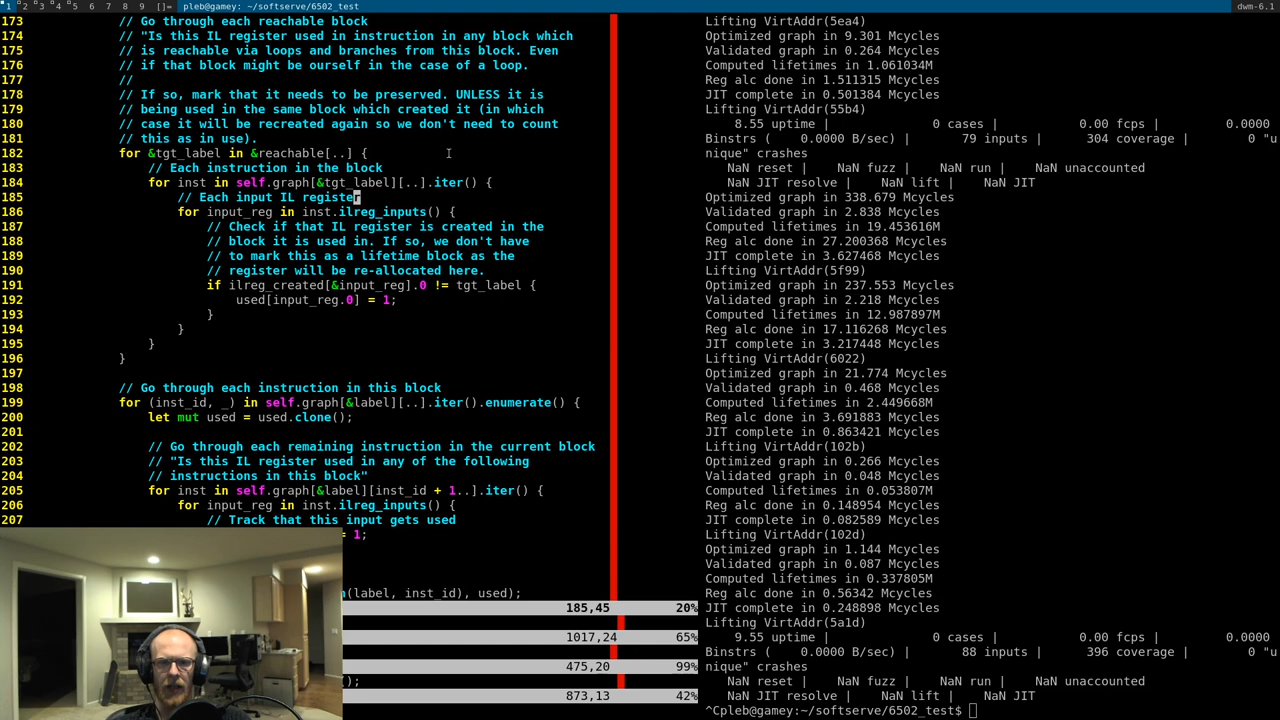 1 2 3 4 5 6 7 8 9 []= pleb@gamey: ~/softserve/6502_test dwm-6.1
173 // Go through each reachable block
174 // "Is this IL register used in instruction in any block which
175 // is reachable via loops and branches from this block. Even
176 // if that block might be ourself in the case of a loop.
177 //
178 // If so, mark that it needs to be preserved. UNLESS it is
179 // being used in the same block which created it (in which
180 // case it will be recreated again so we don't need to count
181 // this as in use).
182 for &tgt_label in &reachable[..] {
183 // Each instruction in the block
184 for inst in self.graph[&tgt_label][..].iter() {
185 // Each input IL register
186 for input_reg in inst.ilreg_inputs() {
187 // Check if that IL register is created in the
188 // block it is used in. If so, we don't have
189 // to mark this as a lifetime block as the
190 // register will be re-allocated here.
191 if ilreg_created[&input_reg].0 != tgt_label {
192 used[input_reg.0] = 1;
193 }
194 }
195 }
196 }
197
198 // Go through each instruction in this block
199 for (inst_id, _) in self.graph[&label][..].iter().enumerate() {
200 let mut used = used.clone();
201
202 // Go through each remaining instruction in the current block
203 // "Is this IL register used in any of the following
204 // instructions in this block"
205 for inst in self.graph[&label][inst_id + 1..].iter() {
206 for input_reg in inst.ilreg_inputs() {
207 // Track that this input gets used
= 1;
(label, inst_id), used);
185,45 20%
1017,24 65%
475,20 99%
);
873,13 42%
Lifting VirtAddr(5ea4)
Optimized graph in 9.301 Mcycles
Validated graph in 0.264 Mcycles
Computed lifetimes in 1.061034M
Reg alc done in 1.511315 Mcycles
JIT complete in 0.501384 Mcycles
Lifting VirtAddr(55b4)
8.55 uptime | 0 cases | 0.00 fcps | 0.0000
Binstrs ( 0.0000 B/sec) | 79 inputs | 304 coverage | 0 "u
nique" crashes
NaN reset | NaN fuzz | NaN run | NaN unaccounted
NaN JIT resolve | NaN lift | NaN JIT
Optimized graph in 338.679 Mcycles
Validated graph in 2.838 Mcycles
Computed lifetimes in 19.453616M
Reg alc done in 27.200368 Mcycles
JIT complete in 3.627468 Mcycles
Lifting VirtAddr(5f99)
Optimized graph in 237.553 Mcycles
Validated graph in 2.218 Mcycles
Computed lifetimes in 12.987897M
Reg alc done in 17.116268 Mcycles
JIT complete in 3.217448 Mcycles
Lifting VirtAddr(6022)
Optimized graph in 21.774 Mcycles
Validated graph in 0.468 Mcycles
Computed lifetimes in 2.449668M
Reg alc done in 3.691883 Mcycles
JIT complete in 0.863421 Mcycles
Lifting VirtAddr(102b)
Optimized graph in 0.266 Mcycles
Validated graph in 0.048 Mcycles
Computed lifetimes in 0.053807M
Reg alc done in 0.148954 Mcycles
JIT complete in 0.082589 Mcycles
Lifting VirtAddr(102d)
Optimized graph in 1.144 Mcycles
Validated graph in 0.087 Mcycles
Computed lifetimes in 0.337805M
Reg alc done in 0.56342 Mcycles
JIT complete in 0.248898 Mcycles
Lifting VirtAddr(5a1d)
9.55 uptime | 0 cases | 0.00 fcps | 0.0000
Binstrs ( 0.0000 B/sec) | 88 inputs | 396 coverage | 0 "u
nique" crashes
NaN reset | NaN fuzz | NaN run | NaN unaccounted
NaN JIT resolve | NaN lift | NaN JIT
^Cpleb@gamey:~/softserve/6502_test$